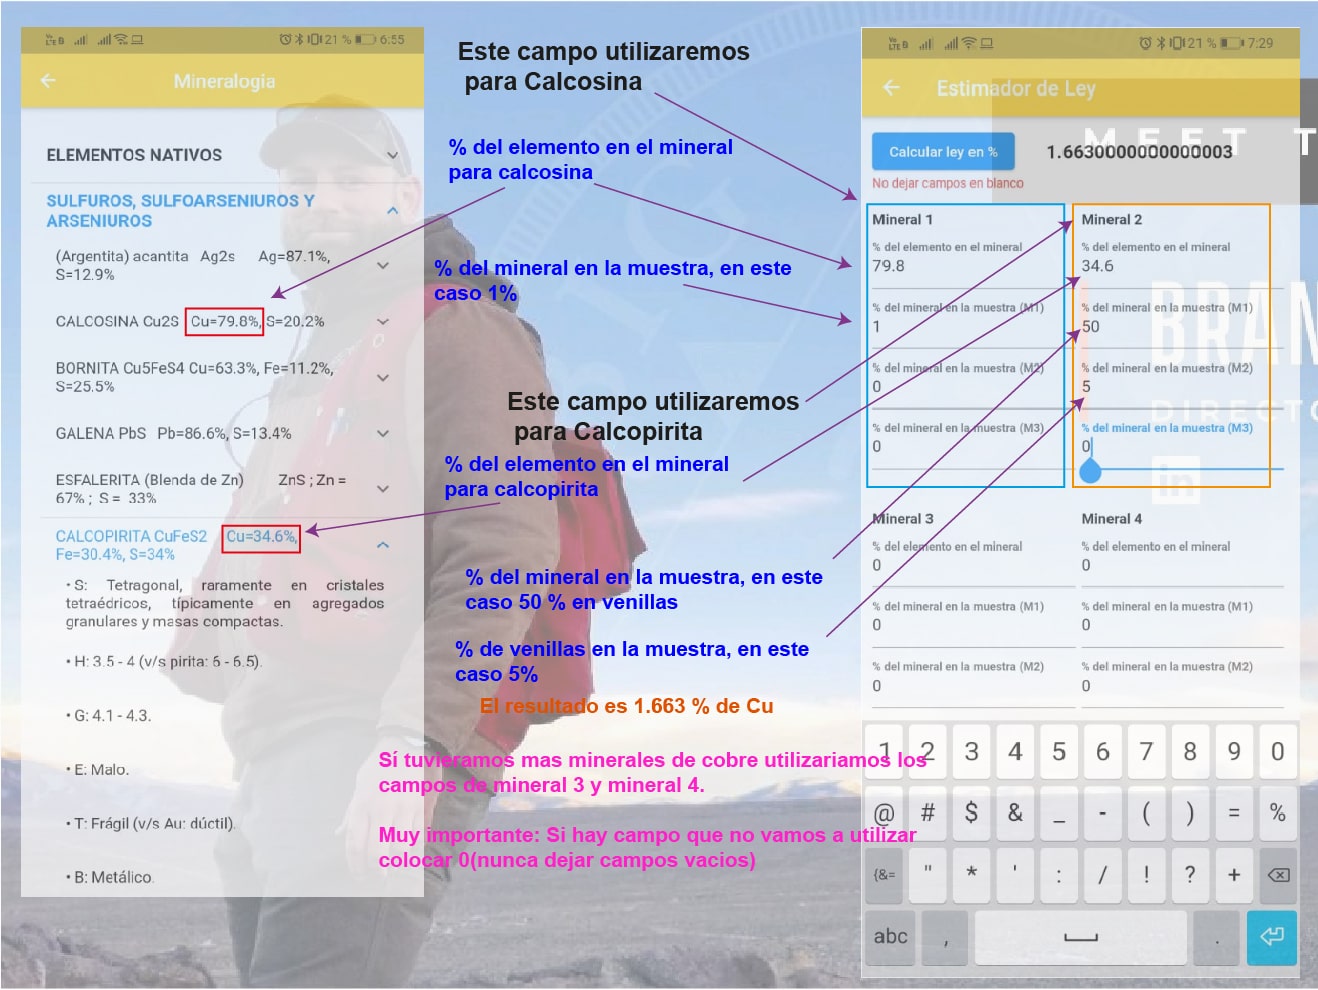 6:55
21 %
Mineralogia
ELEMENTOS NATIVOS
SULFUROS, SULFOARSENIUROS Y
ARSENIUROS
(Argentita) acantita Ag2s Ag=87.1%,
S=12.9%
CALCOSINA Cu2S Cu=79.8%, S=20.2%
BORNITA Cu5FeS4 Cu=63.3%, Fe=11.2%,
S=25.5%
GALENA PbS Pb=86.6%, S=13.4%
ESFALERITA (Blenda de Zn) ZnS ; Zn =
67% ; S = 33%
CALCOPIRITA CuFeS2 Cu=34.6%,
Fe=30.4%, S=34%
• S: Tetragonal, raramente en cristales
tetraédricos, típicamente en agregados
granulares y masas compactas.
• H: 3.5 - 4 (v/s pirita: 6 - 6.5).
• G: 4.1 - 4.3.
• E: Malo.
• T: Frágil (v/s Au: dúctil).
• B: Metálico.
Este campo utilizaremos
para Calcosina
% del elemento en el mineral
para calcosina
% del mineral en la muestra, en este
caso 1%
Este campo utilizaremos
para Calcopirita
% del elemento en el mineral
para calcopirita
% del mineral en la muestra, en este
caso 50 % en venillas
% de venillas en la muestra, en este
caso 5%
El resultado es 1.663 % de Cu
Sí tuvieramos mas minerales de cobre utilizariamos los
campos de mineral 3 y mineral 4.
Muy importante: Si hay campo que no vamos a utilizar
colocar 0(nunca dejar campos vacios)
21 % 7:29
Estimador de Ley
MEET T
Calcular ley en % 1.6630000000000003
No dejar campos en blanco
Mineral 1
% del elemento en el mineral
79.8
% del mineral en la muestra (M1)
1
% del mineral en la muestra (M2)
0
% del mineral en la muestra (M3)
0
Mineral 2
% del elemento en el mineral
34.6
% del mineral en la muestra (M1)
50
% del mineral en la muestra (M2)
5
% del mineral en la muestra (M3)
0
BRAN
DIRECTO
in
Mineral 3
% del elemento en el mineral
0
% del mineral en la muestra (M1)
0
% del mineral en la muestra (M2)
0
Mineral 4
% del elemento en el mineral
0
% del mineral en la muestra (M1)
0
% del mineral en la muestra (M2)
0
1 2 3 4 5 6 7 8 9 0
@ # $ & _ - ( ) = %
{&= " * ' : / ! ? +
abc , .